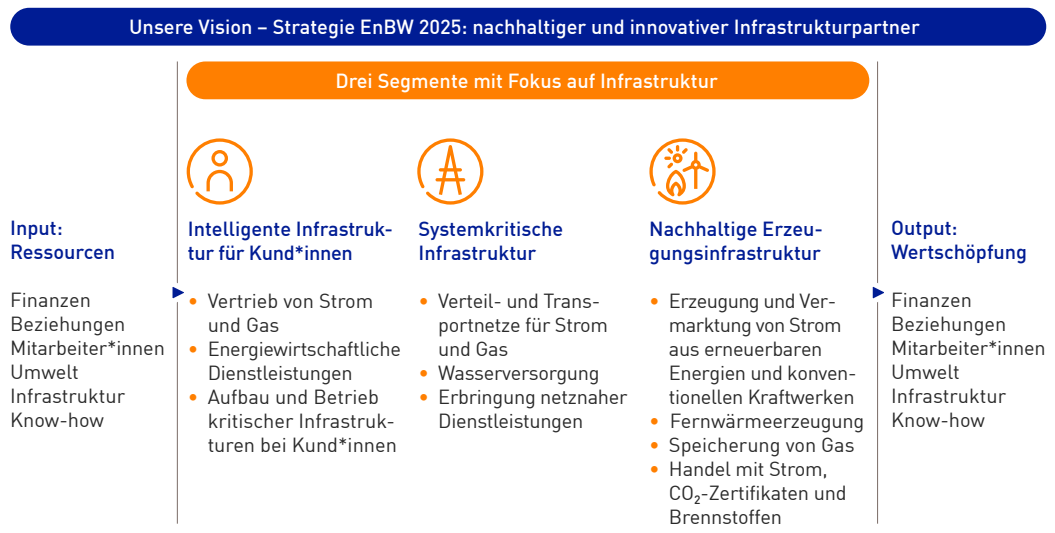 Unsere Vision – Strategie EnBW 2025: nachhaltiger und innovativer Infrastrukturpartner
Drei Segmente mit Fokus auf Infrastruktur
Input:
Ressourcen
Finanzen
Beziehungen
Mitarbeiter*innen
Umwelt
Infrastruktur
Know-how
Intelligente Infrastruk-
tur für Kund*innen
• Vertrieb von Strom
und Gas
• Energiewirtschaftliche
Dienstleistungen
• Aufbau und Betrieb
kritischer Infrastruk-
turen bei Kund*innen
Systemkritische
Infrastruktur
• Verteil- und Trans-
portnetze für Strom
und Gas
• Wasserversorgung
• Erbringung netznaher
Dienstleistungen
Nachhaltige Erzeu-
gungsinfrastruktur
• Erzeugung und Ver-
marktung von Strom
aus erneuerbaren
Energien und konven-
tionellen Kraftwerken
• Fernwärmeerzeugung
• Speicherung von Gas
• Handel mit Strom,
CO₂-Zertifikaten und
Brennstoffen
Output:
Wertschöpfung
Finanzen
Beziehungen
Mitarbeiter*innen
Umwelt
Infrastruktur
Know-how